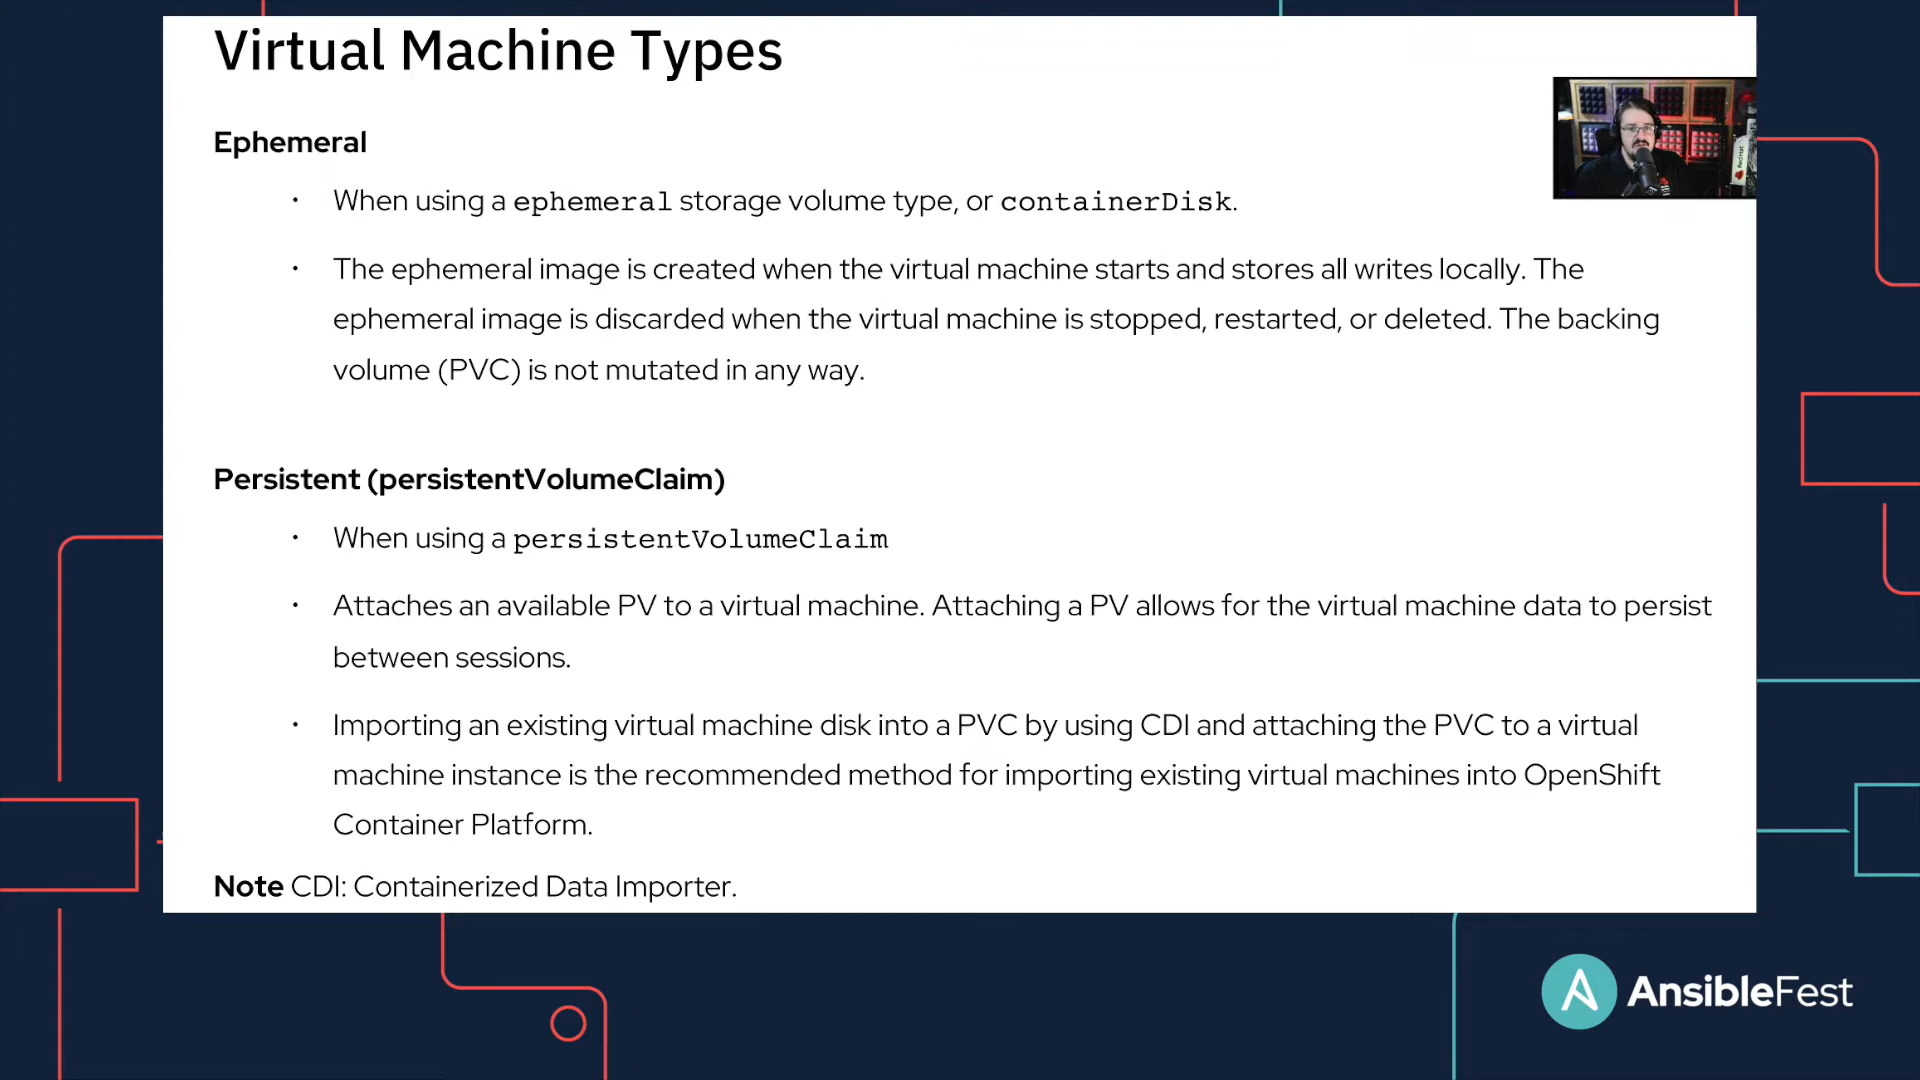 Virtual Machine Types
Ephemeral
• When using a ephemeral storage volume type, or containerDisk.
• The ephemeral image is created when the virtual machine starts and stores all writes locally. The
ephemeral image is discarded when the virtual machine is stopped, restarted, or deleted. The backing
volume (PVC) is not mutated in any way.
Persistent (persistentVolumeClaim)
• When using a persistentVolumeClaim
• Attaches an available PV to a virtual machine. Attaching a PV allows for the virtual machine data to persist
between sessions.
• Importing an existing virtual machine disk into a PVC by using CDI and attaching the PVC to a virtual
machine instance is the recommended method for importing existing virtual machines into OpenShift
Container Platform.
Note CDI: Containerized Data Importer.
AnsibleFest